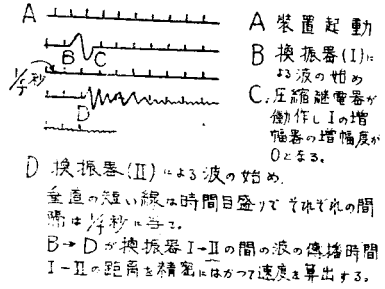 A
B C
1/5秒
D
A 装置起動
B 換振器(I)に
よる波の始め
C. 圧縮継電器が
働作しIの増
幅器の増幅度が
0となる。
D 換振器(II)による波の始め.
垂直の短い線は時間目盛りでそれぞれの間
隔は1/5秒に当て。
B→Dが換振器I→IIの間の波の傳播時間
I−IIの距離を精密にはかつて速度を算出する。